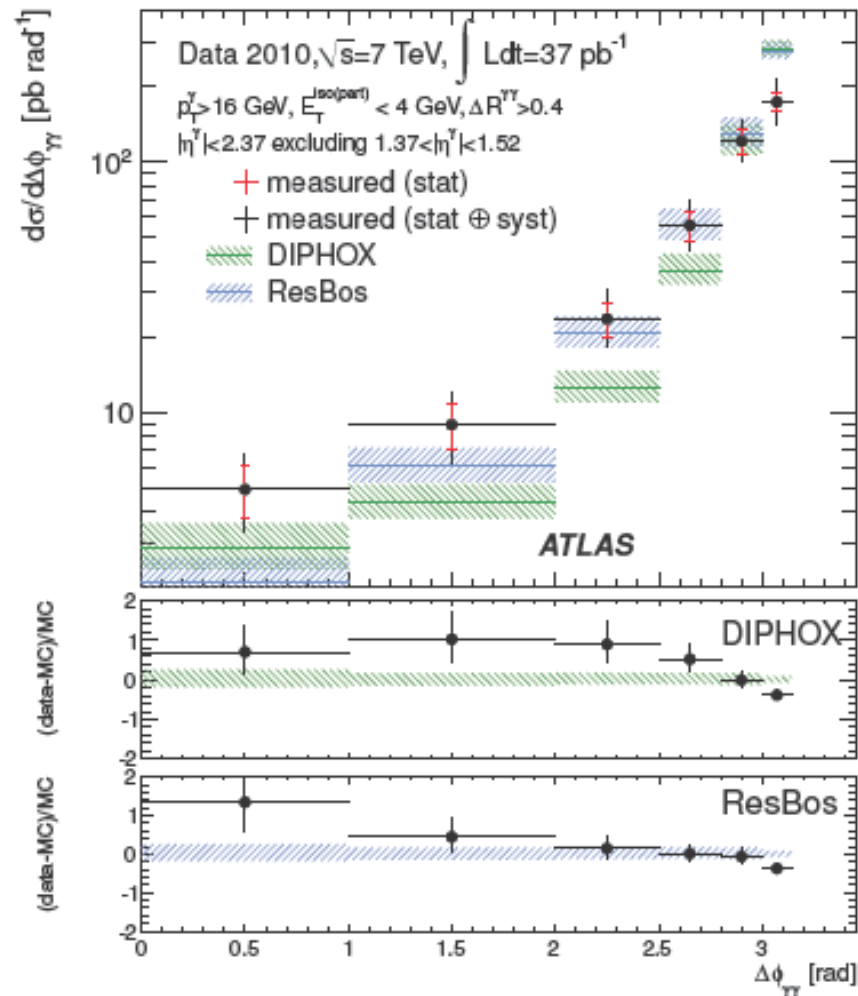 dσ/dΔϕγγ [pb rad⁻¹]
Data 2010,√s=7 TeV, ∫ Ldt=37 pb⁻¹
p_T^γ>16 GeV, E_T^iso(part) < 4 GeV, ΔR^γγ>0.4
|η^γ|<2.37 excluding 1.37<|η^γ|<1.52
measured (stat)
measured (stat ⊕ syst)
DIPHOX
ResBos
10²
10
ATLAS
(data-MC)/MC
2
1
0
-1
-2
DIPHOX
(data-MC)/MC
2
1
0
-1
-2
ResBos
0 0.5 1 1.5 2 2.5 3
Δϕγγ [rad]